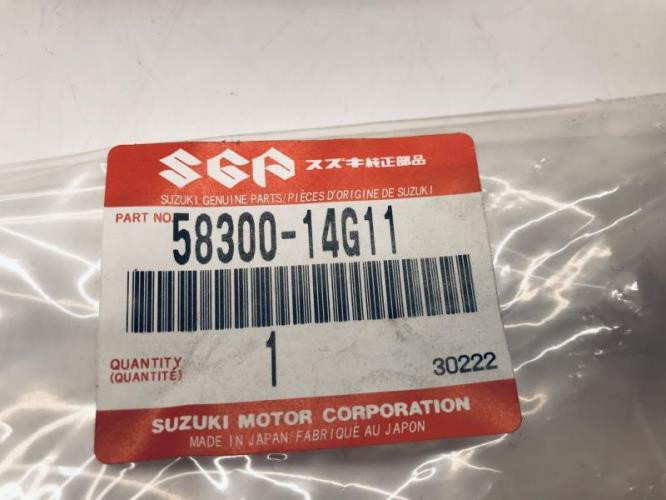 SGP スズキ純正部品
SUZUKI GENUINE PARTS/PIÈCES D'ORIGINE DE SUZUKI
PART NO. 58300-14G11
QUANTITY 1 30222
(QUANTITÉ)
SUZUKI MOTOR CORPORATION
MADE IN JAPAN/FABRIQUÉ AU JAPON